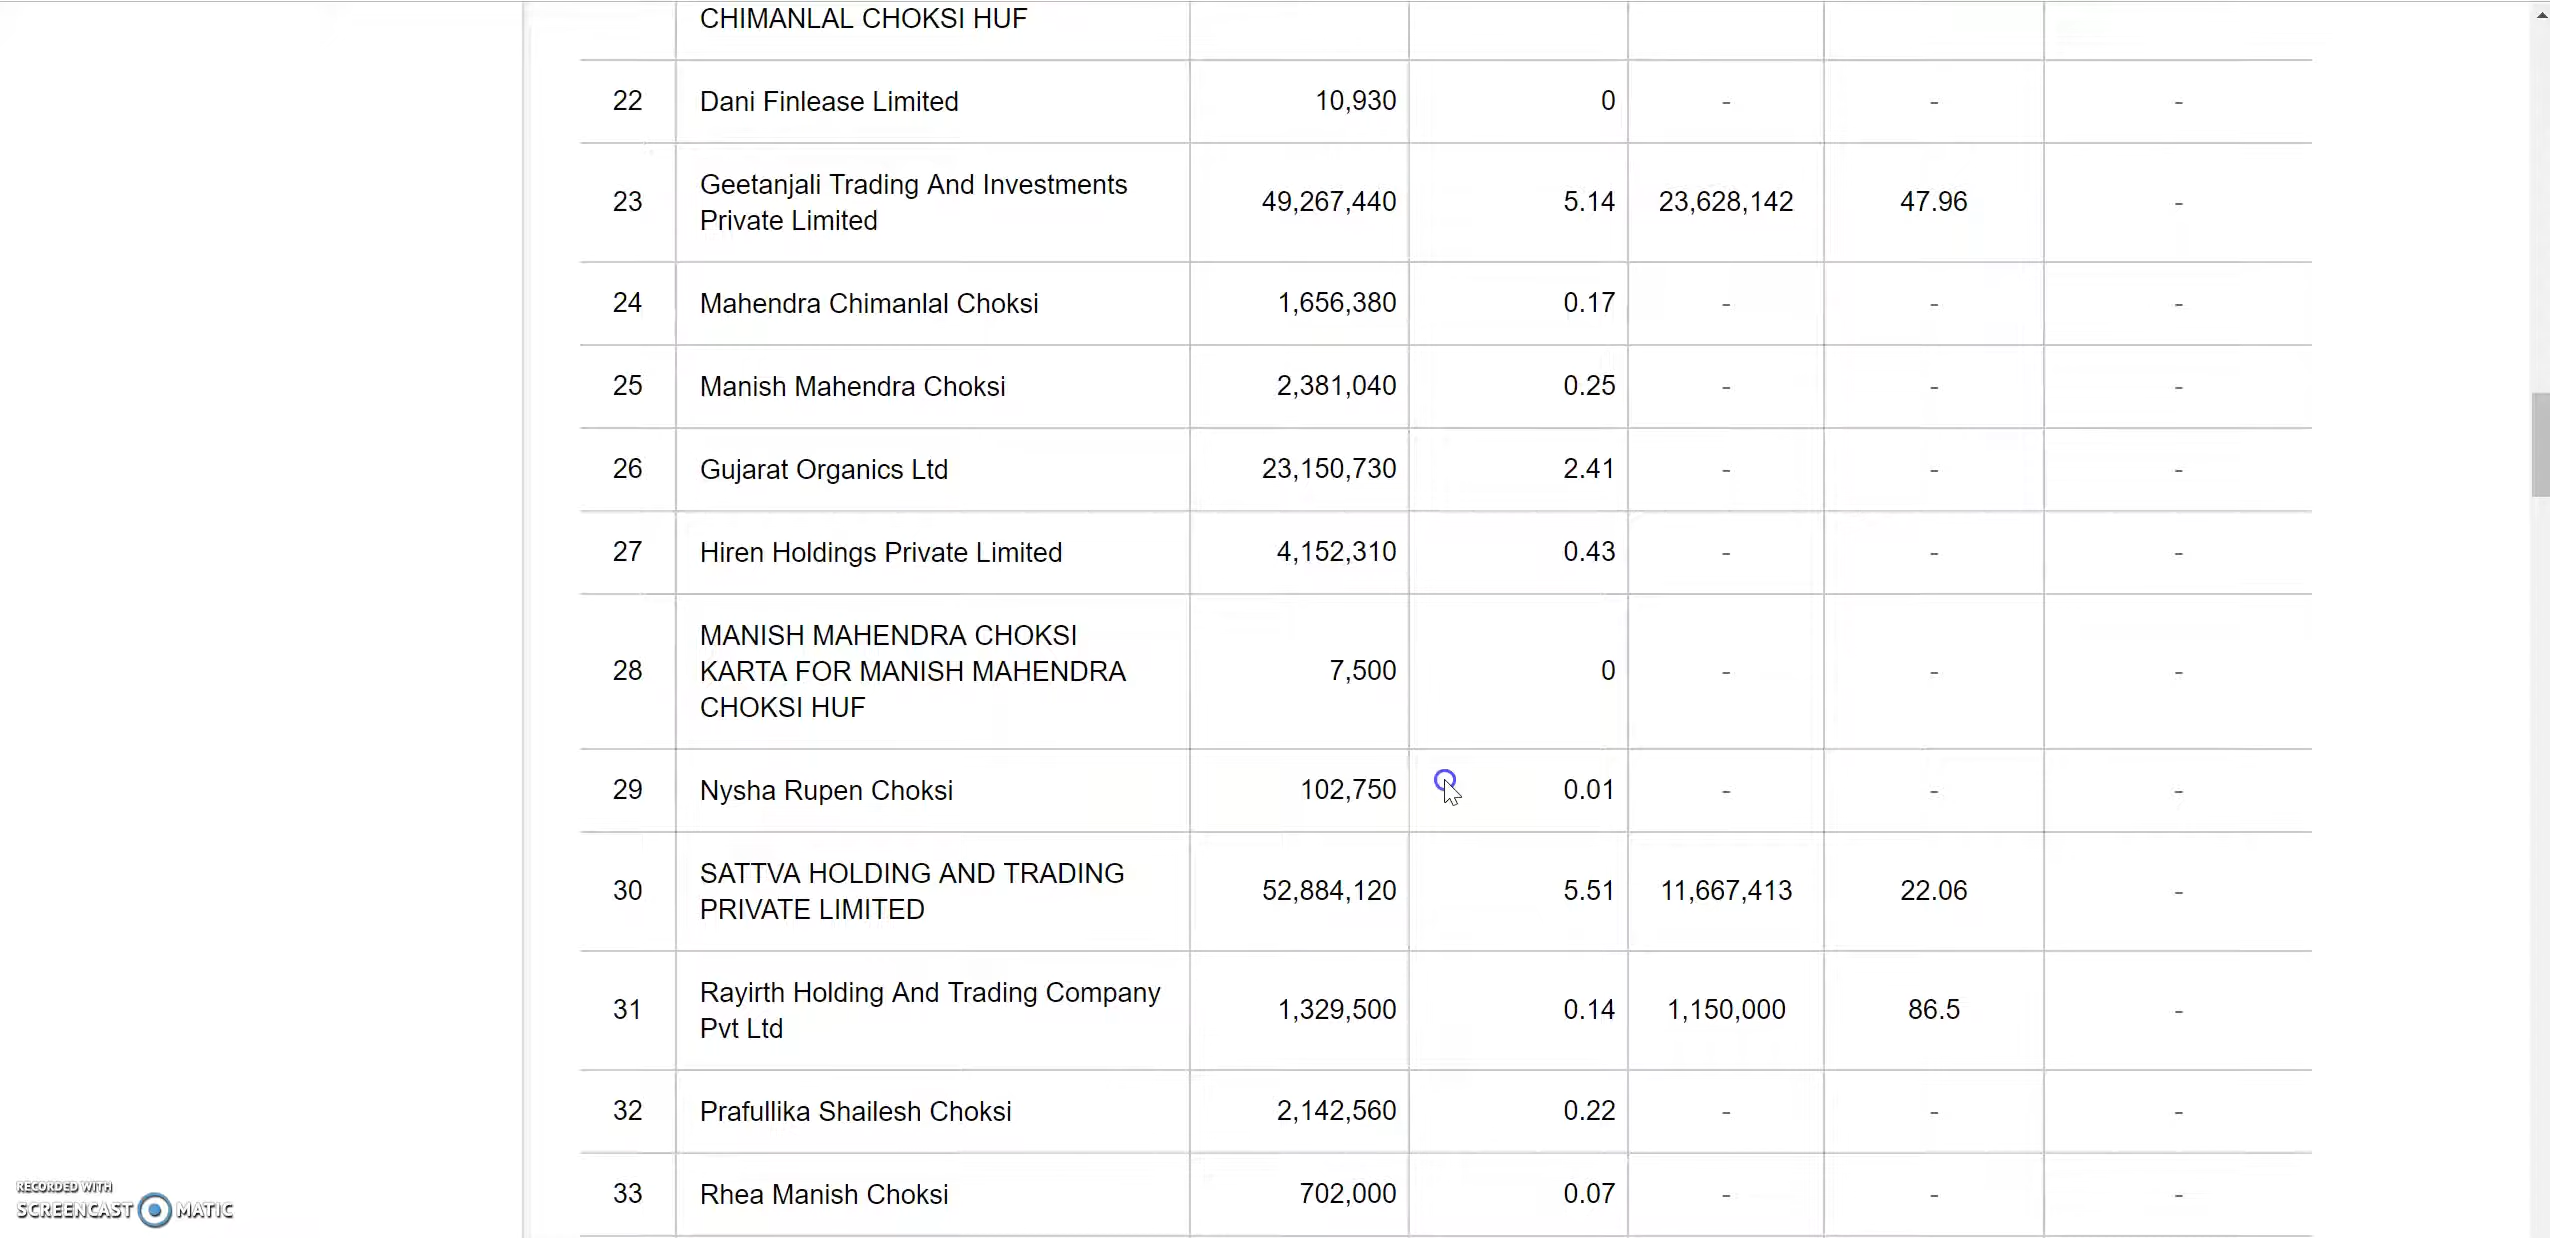 CHIMANLAL CHOKSI HUF
22 Dani Finlease Limited 10,930 0 - - -
23 Geetanjali Trading And Investments Private Limited 49,267,440 5.14 23,628,142 47.96 -
24 Mahendra Chimanlal Choksi 1,656,380 0.17 - - -
25 Manish Mahendra Choksi 2,381,040 0.25 - - -
26 Gujarat Organics Ltd 23,150,730 2.41 - - -
27 Hiren Holdings Private Limited 4,152,310 0.43 - - -
28 MANISH MAHENDRA CHOKSI KARTA FOR MANISH MAHENDRA CHOKSI HUF 7,500 0 - - -
29 Nysha Rupen Choksi 102,750 0.01 - - -
30 SATTVA HOLDING AND TRADING PRIVATE LIMITED 52,884,120 5.51 11,667,413 22.06 -
31 Rayirth Holding And Trading Company Pvt Ltd 1,329,500 0.14 1,150,000 86.5 -
32 Prafullika Shailesh Choksi 2,142,560 0.22 - - -
33 Rhea Manish Choksi 702,000 0.07 - - -
RECORDED WITH
SCREENCAST MATIC